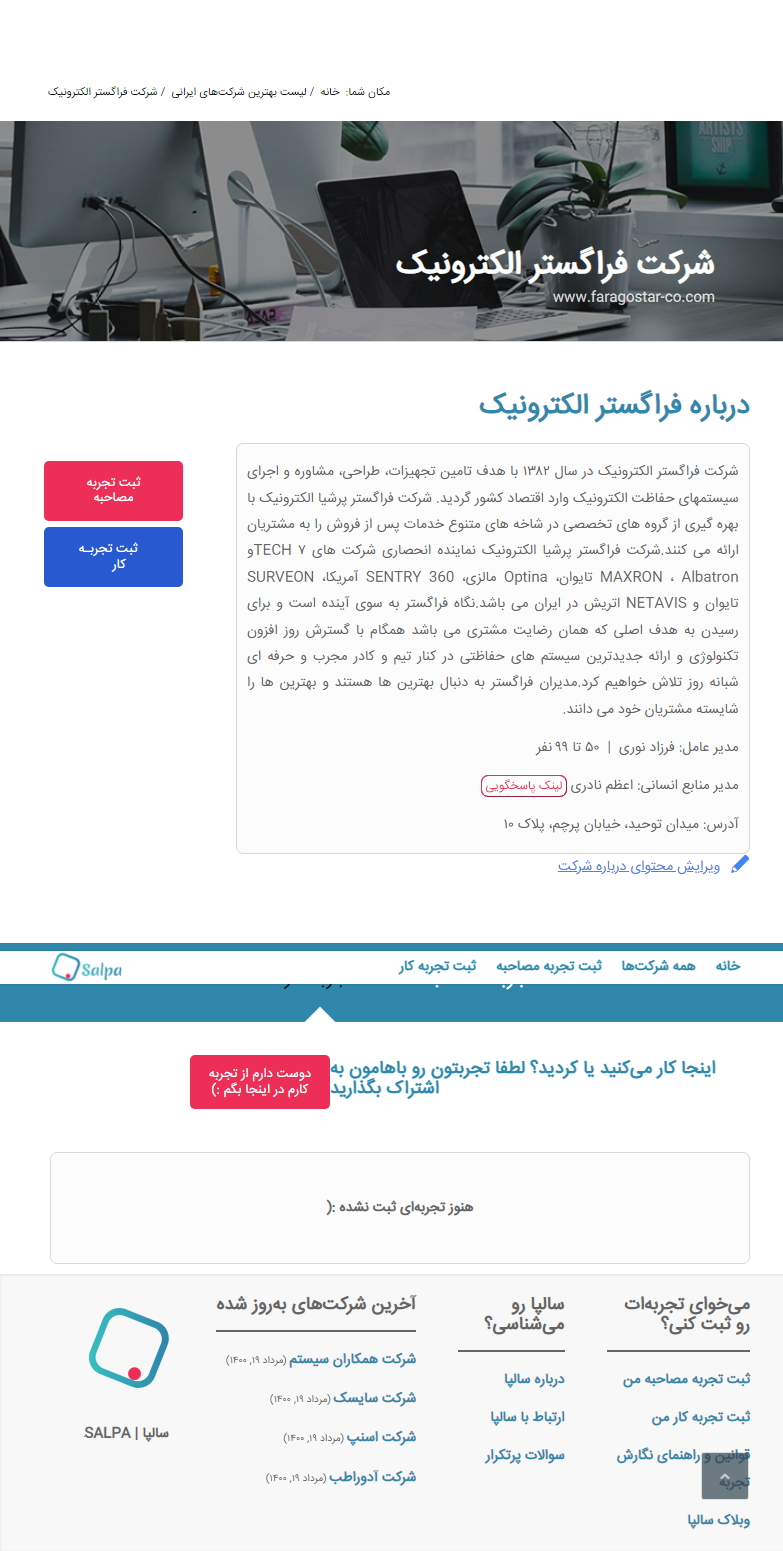 مکان شما: خانه / لیست بهترین شرکت‌های ایرانی / شرکت فراگستر الکترونیک
ARTISTS
SHIP
شرکت فراگستر الکترونیک
www.faragostar-co.com
درباره فراگستر الکترونیک
ثبت تجربه
مصاحبه
ثبت تجربـه
کار
شرکت فراگستر الکترونیک در سال ۱۳۸۲ با هدف تامین تجهیزات، طراحی، مشاوره و اجرای
سیستمهای حفاظت الکترونیک وارد اقتصاد کشور گردید. شرکت فراگستر پرشیا الکترونیک با
بهره گیری از گروه های تخصصی در شاخه های متنوع خدمات پس از فروش را به مشتریان
ارائه می کنند.شرکت فراگستر پرشیا الکترونیک نماینده انحصاری شرکت های TECH ۷و
MAXRON ، Albatron تایوان، Optina مالزی، SENTRY 360 آمریکا، SURVEON
تایوان و NETAVIS اتریش در ایران می باشد.نگاه فراگستر به سوی آینده است و برای
رسیدن به هدف اصلی که همان رضایت مشتری می باشد همگام با گسترش روز افزون
تکنولوژی و ارائه جدیدترین سیستم های حفاظتی در کنار تیم و کادر مجرب و حرفه ای
شبانه روز تلاش خواهیم کرد.مدیران فراگستر به دنبال بهترین ها هستند و بهترین ها را
شایسته مشتریان خود می دانند.
مدیر عامل: فرزاد نوری | ۵۰ تا ۹۹ نفر
مدیر منابع انسانی: اعظم نادری لینک پاسخگویی
آدرس: میدان توحید، خیابان پرچم، پلاک ۱۰
ویرایش محتوای درباره شرکت
خانه همه شرکت‌ها ثبت تجربه مصاحبه ثبت تجربه کار
Salpa
اینجا کار می‌کنید یا کردید؟ لطفا تجربتون رو باهامون به
اشتراک بگذارید
دوست دارم از تجربه
کارم در اینجا بگم :)
هنوز تجربه‌ای ثبت نشده :(
می‌خوای تجربه‌ات
رو ثبت کنی؟
ثبت تجربه مصاحبه من
ثبت تجربه کار من
قوانین و راهنمای نگارش
تجربه
وبلاگ سالپا
سالپا رو
می‌شناسی؟
درباره سالپا
ارتباط با سالپا
سوالات پرتکرار
آخرین شرکت‌های به‌روز شده
شرکت همکاران سیستم (مرداد ۱۹, ۱۴۰۰)
شرکت سایسک (مرداد ۱۹, ۱۴۰۰)
شرکت اسنپ (مرداد ۱۹, ۱۴۰۰)
شرکت آدوراطب (مرداد ۱۹, ۱۴۰۰)
سالپا | SALPA